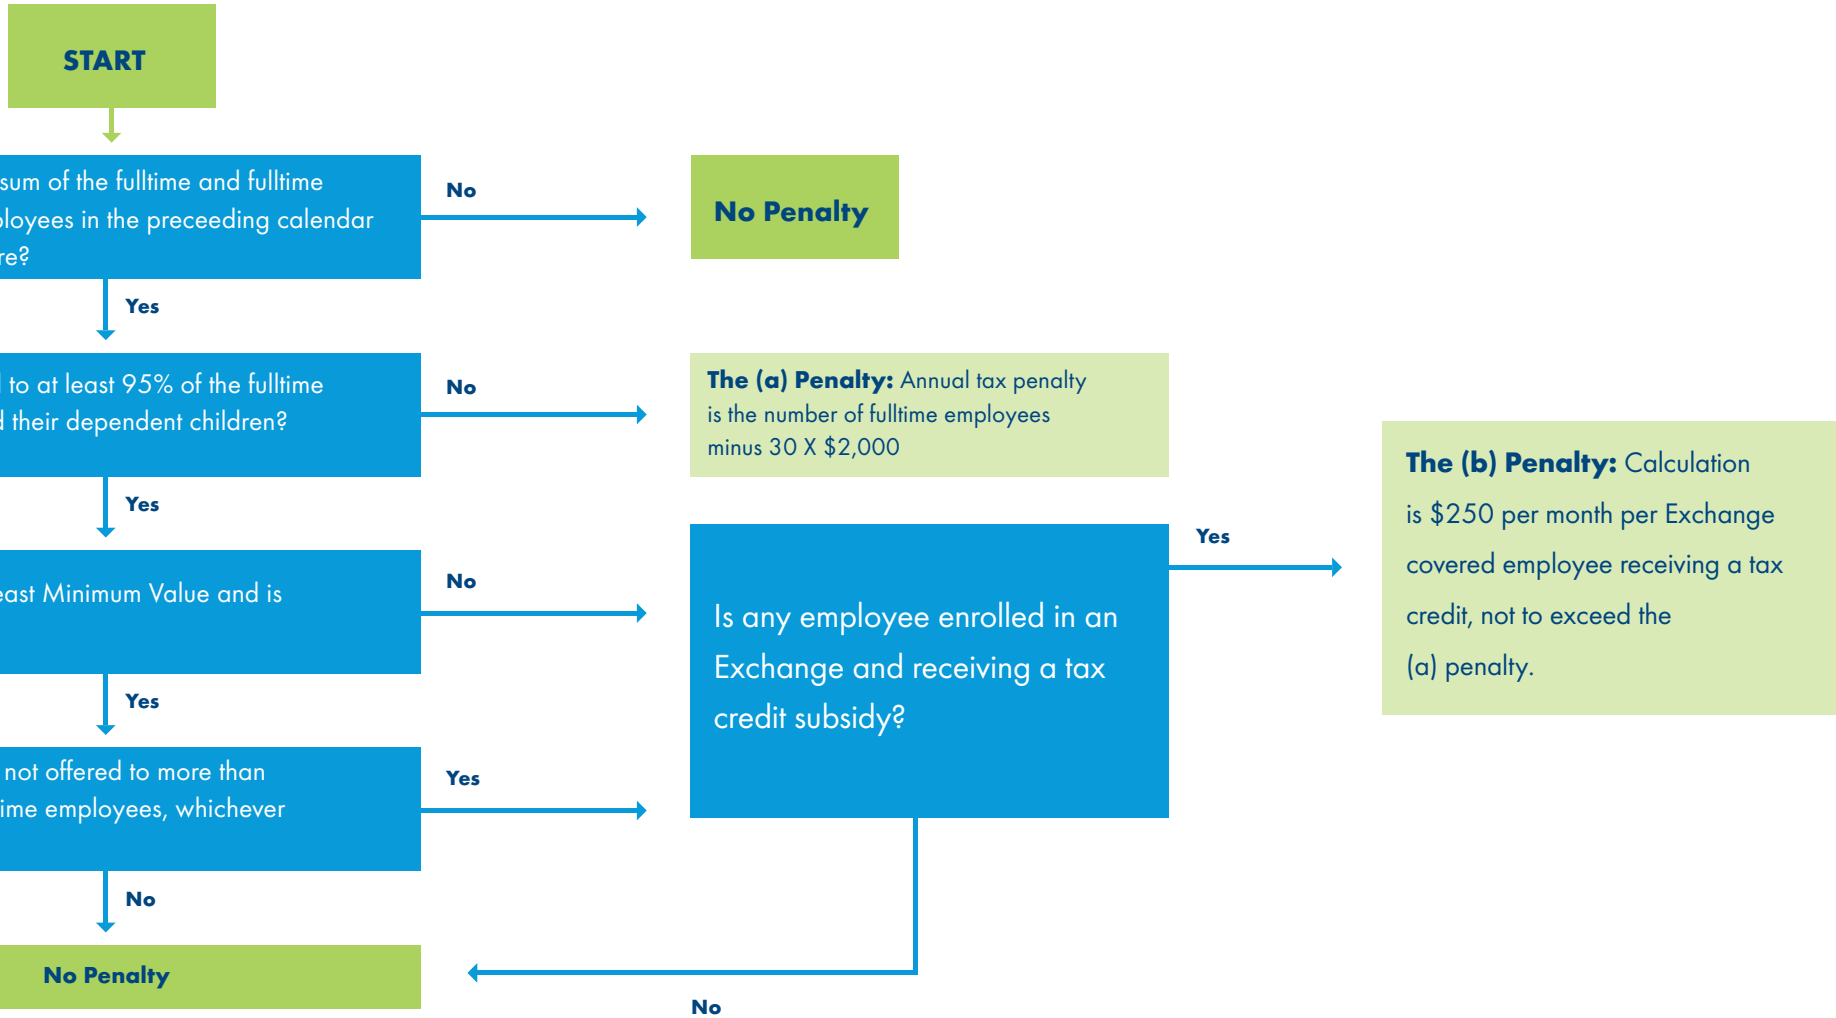 START
sum of the fulltime and fulltime
ployees in the preceeding calendar
re?
No
No Penalty
Yes
to at least 95% of the fulltime
d their dependent children?
No
The (a) Penalty: Annual tax penalty
is the number of fulltime employees
minus 30 X $2,000
Yes
east Minimum Value and is
No
Is any employee enrolled in an
Exchange and receiving a tax
credit subsidy?
Yes
The (b) Penalty: Calculation
is $250 per month per Exchange
covered employee receiving a tax
credit, not to exceed the
(a) penalty.
Yes
not offered to more than
time employees, whichever
Yes
No
No Penalty
No